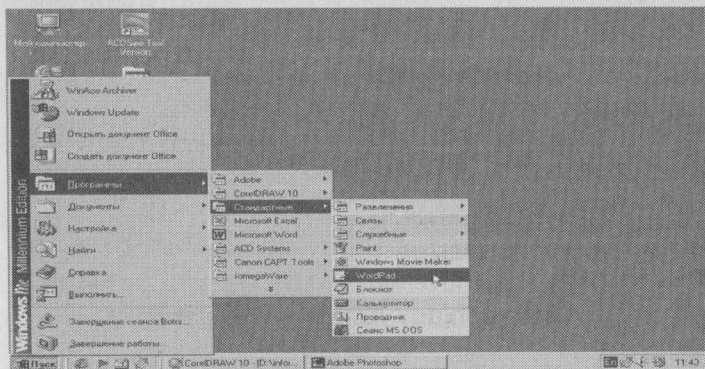 Мой компьютер
ACDSee Trial Version
WinAce Archiver
Windows Update
Открыть документ Office
Создать документ Office
Программы
Документы
Настройка
Найти
Справка
Выполнить...
Завершение сеанса Botix...
Завершение работы...
Windows Me Millennium Edition
Adobe
CorelDRAW 10
Стандартные
Microsoft Excel
Microsoft Word
ACD Systems
Canon CAPT Tools
IomegaWare
Развлечения
Связь
Служебные
Paint
Windows Movie Maker
WordPad
Блокнот
Калькулятор
Проводник
Сеанс MS-DOS
Пуск
CorelDRAW 10 - [D:\infor...
Adobe Photoshop
En
11:43